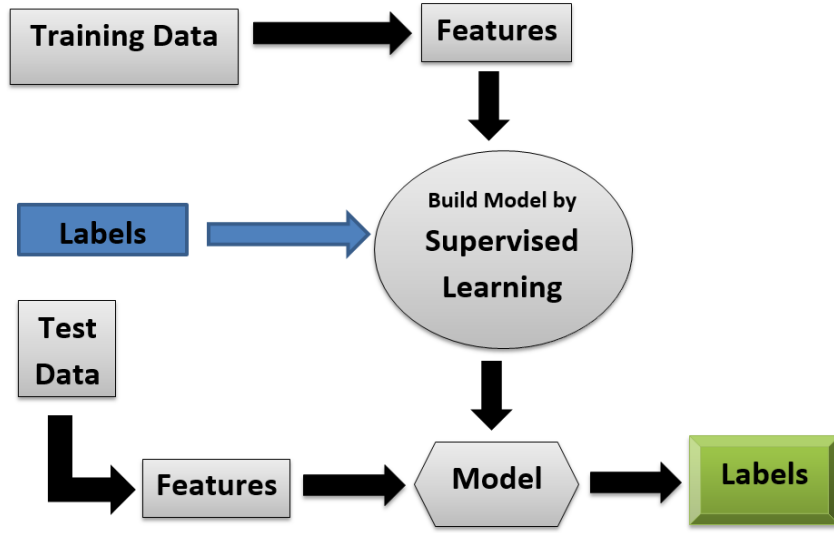 Training Data
Features
Labels
Build Model by
Supervised
Learning
Test
Data
Features
Model
Labels